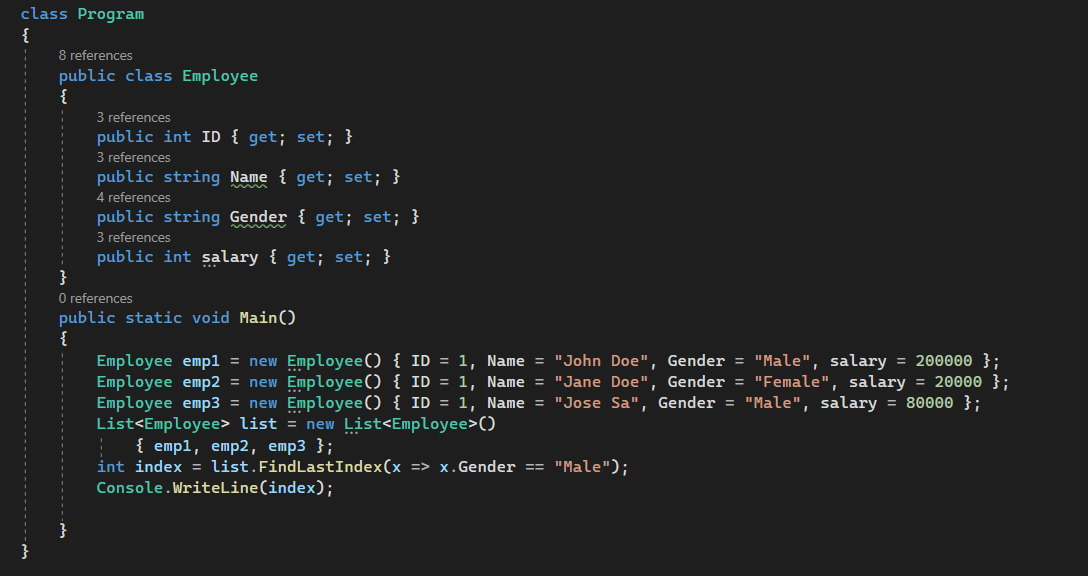 class Program
{
8 references
public class Employee
{
3 references
public int ID { get; set; }
3 references
public string Name { get; set; }
4 references
public string Gender { get; set; }
3 references
public int salary { get; set; }
}
0 references
public static void Main()
{
Employee emp1 = new Employee() { ID = 1, Name = "John Doe", Gender = "Male", salary = 200000 };
Employee emp2 = new Employee() { ID = 1, Name = "Jane Doe", Gender = "Female", salary = 20000 };
Employee emp3 = new Employee() { ID = 1, Name = "Jose Sa", Gender = "Male", salary = 80000 };
List<Employee> list = new List<Employee>()
{ emp1, emp2, emp3 };
int index = list.FindLastIndex(x => x.Gender == "Male");
Console.WriteLine(index);
}
}